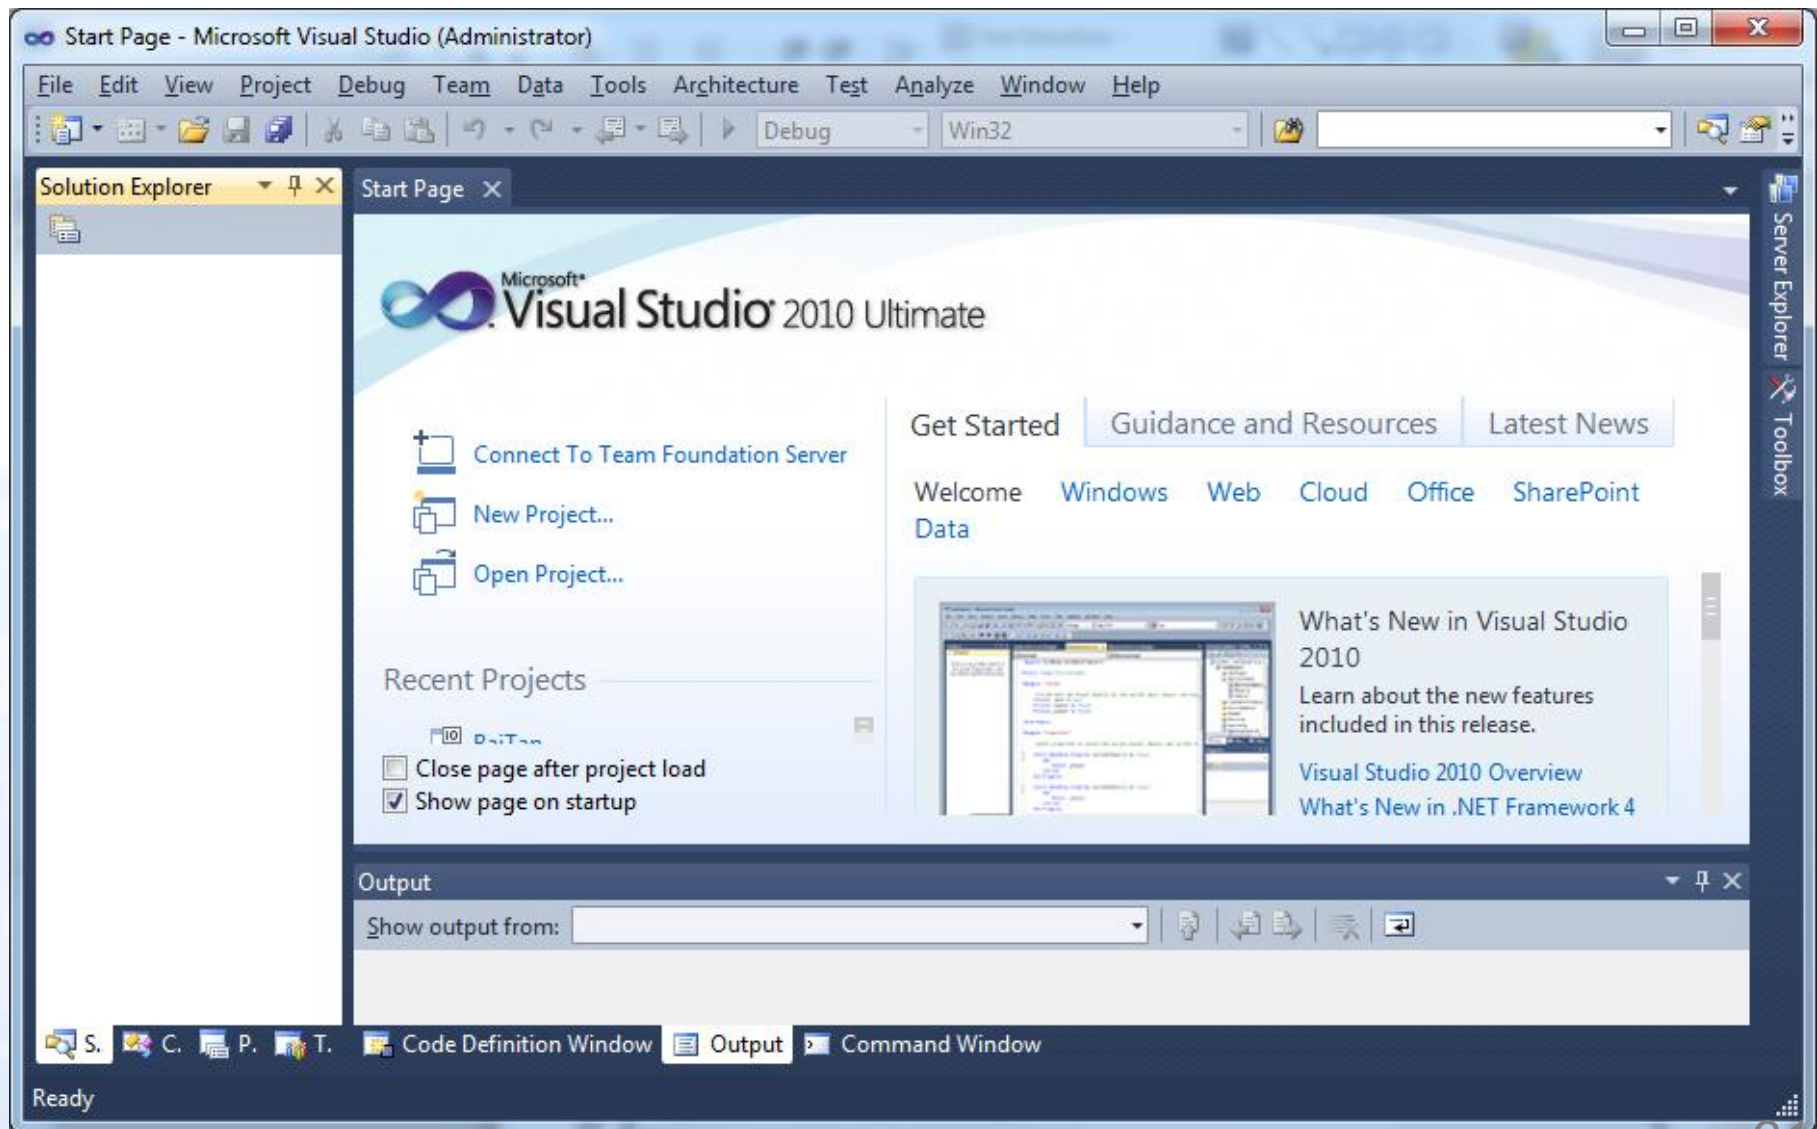 Start Page - Microsoft Visual Studio (Administrator)
File Edit View Project Debug Team Data Tools Architecture Test Analyze Window Help
Debug Win32
Solution Explorer
Start Page
Microsoft®
Visual Studio 2010 Ultimate
Connect To Team Foundation Server
New Project...
Open Project...
Recent Projects
BaiTap
Close page after project load
Show page on startup
Get Started Guidance and Resources Latest News
Welcome Windows Web Cloud Office SharePoint
Data
What's New in Visual Studio
2010
Learn about the new features
included in this release.
Visual Studio 2010 Overview
What's New in .NET Framework 4
Server Explorer
Toolbox
Output
Show output from:
S. C. P. T.
Code Definition Window Output Command Window
Ready